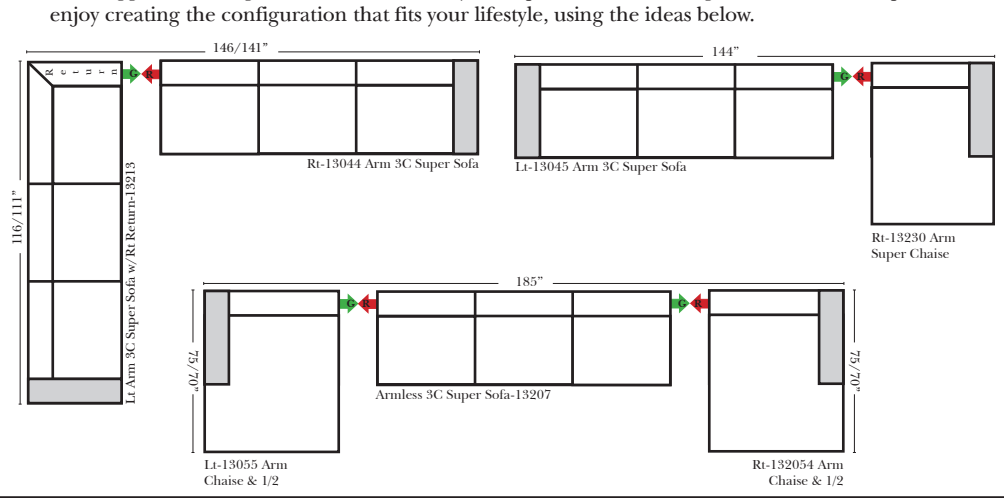 enjoy creating the configuration that fits your lifestyle, using the ideas below.
146/141”
144”
Return
G R
G R
116/111”
Lt Arm 3C Super Sofa w/Rt Return-13213
Rt-13044 Arm 3C Super Sofa
Lt-13045 Arm 3C Super Sofa
Rt-13230 Arm
Super Chaise
185”
G R
G R
75/70”
75/70”
Armless 3C Super Sofa-13207
Lt-13055 Arm
Chaise & 1/2
Rt-132054 Arm
Chaise & 1/2